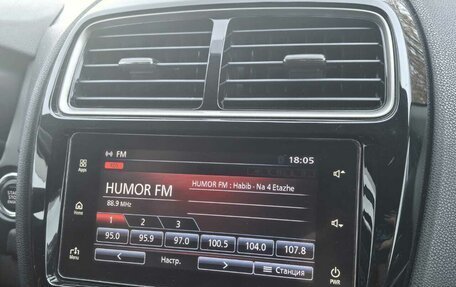 FM
18:05
Apps
HUMOR FM
HUMOR FM : Habib - Na 4 Etazhe
88.9 MHz
Home
1 2 3
95.0 95.9 97.0 100.5 104.0 107.8
Menu
Настр.
Станция
PWR